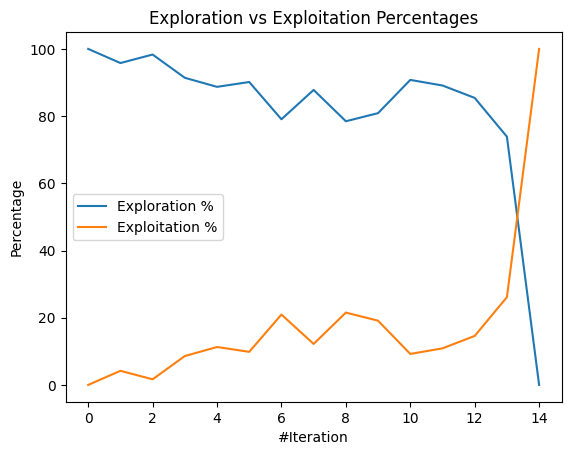 Exploration vs Exploitation Percentages
100
80
60
40
20
0
Percentage
Exploration %
Exploitation %
0 2 4 6 8 10 12 14
#Iteration